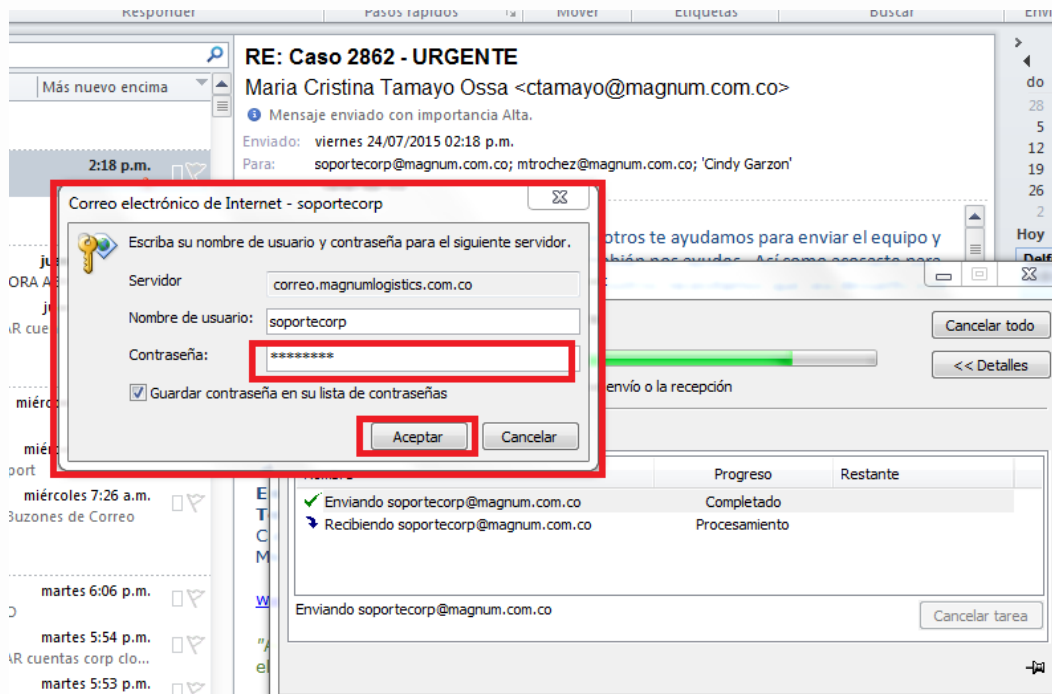 Responder Pasos rápidos Mover Etiquetas Buscar
Más nuevo encima
2:18 p.m.
miércoles 7:26 a.m.
Buzones de Correo
martes 6:06 p.m.
martes 5:54 p.m.
AR cuentas corp clo...
martes 5:53 p.m.
RE: Caso 2862 - URGENTE
Maria Cristina Tamayo Ossa <ctamayo@magnum.com.co>
Mensaje enviado con importancia Alta.
Enviado: viernes 24/07/2015 02:18 p.m.
Para: soportecorp@magnum.com.co; mtrochez@magnum.com.co; 'Cindy Garzon'
otros te ayudamos para enviar el equipo y
Correo electrónico de Internet - soportecorp
Escriba su nombre de usuario y contraseña para el siguiente servidor.
Servidor correo.magnumlogistics.com.co
Nombre de usuario: soportecorp
Contraseña: ********
Guardar contraseña en su lista de contraseñas
Aceptar Cancelar
Cancelar todo
<< Detalles
envío o la recepción
Nombre Progreso Restante
Enviando soportecorp@magnum.com.co Completado
Recibiendo soportecorp@magnum.com.co Procesamiento
Enviando soportecorp@magnum.com.co
Cancelar tarea
do
28
5
12
19
26
2
Hoy